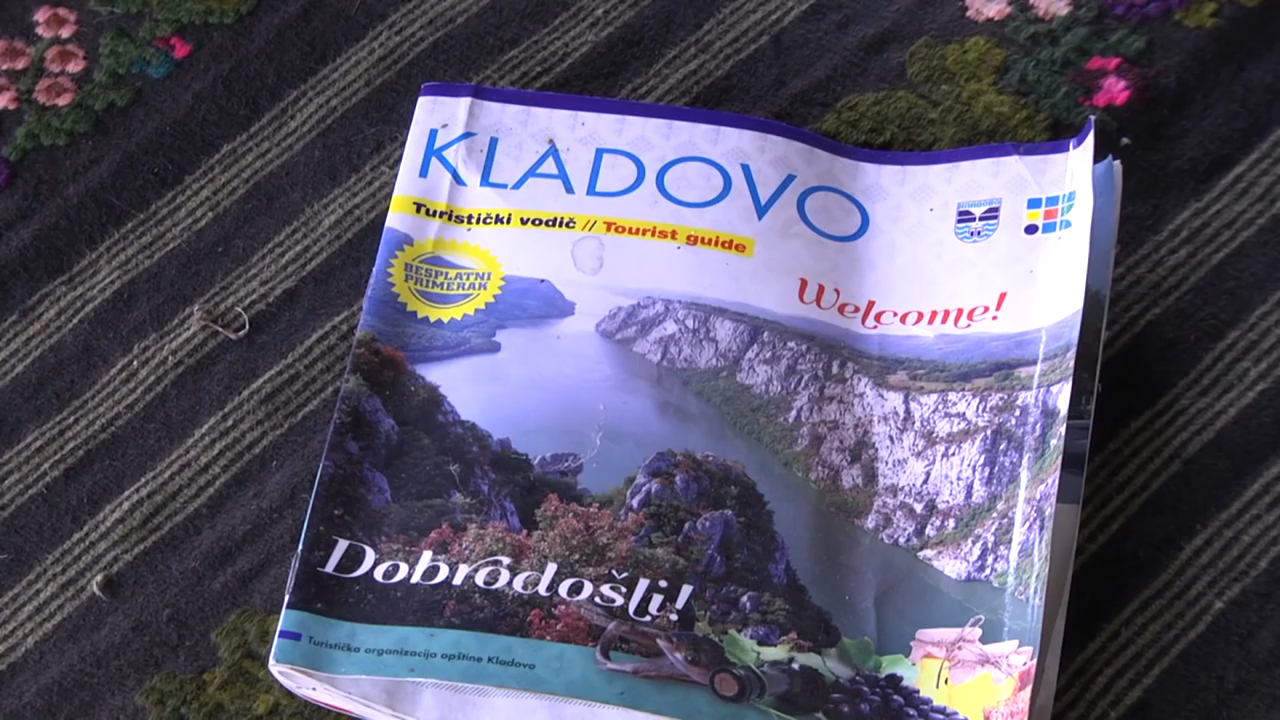 KLADOVO
Turistički vodič // Tourist guide
BESPLATNI
PRIMERAK
Welcome!
Dobrodošli!
Turistička organizacija opštine Kladovo